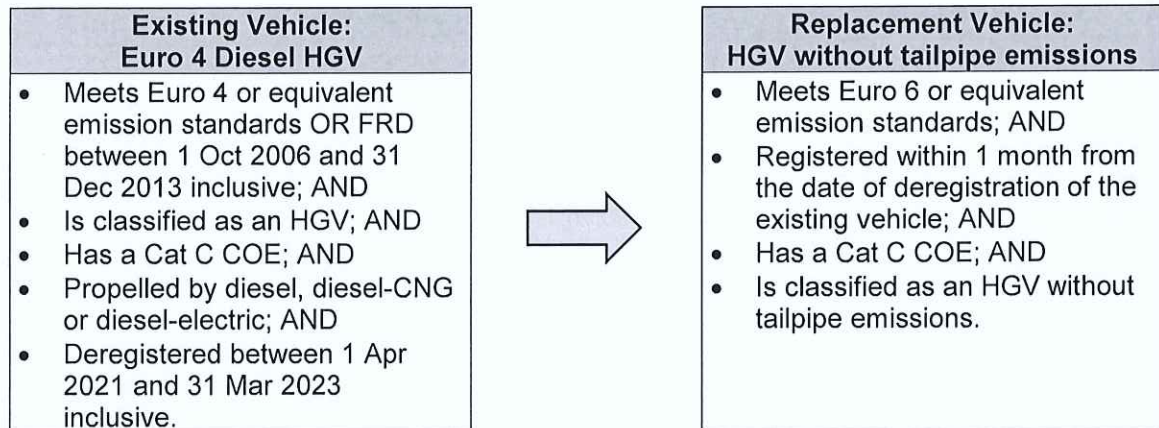 Existing Vehicle:
Euro 4 Diesel HGV
• Meets Euro 4 or equivalent
emission standards OR FRD
between 1 Oct 2006 and 31
Dec 2013 inclusive; AND
• Is classified as an HGV; AND
• Has a Cat C COE; AND
• Propelled by diesel, diesel-CNG
or diesel-electric; AND
• Deregistered between 1 Apr
2021 and 31 Mar 2023
inclusive.
Replacement Vehicle:
HGV without tailpipe emissions
• Meets Euro 6 or equivalent
emission standards; AND
• Registered within 1 month from
the date of deregistration of the
existing vehicle; AND
• Has a Cat C COE; AND
• Is classified as an HGV without
tailpipe emissions.